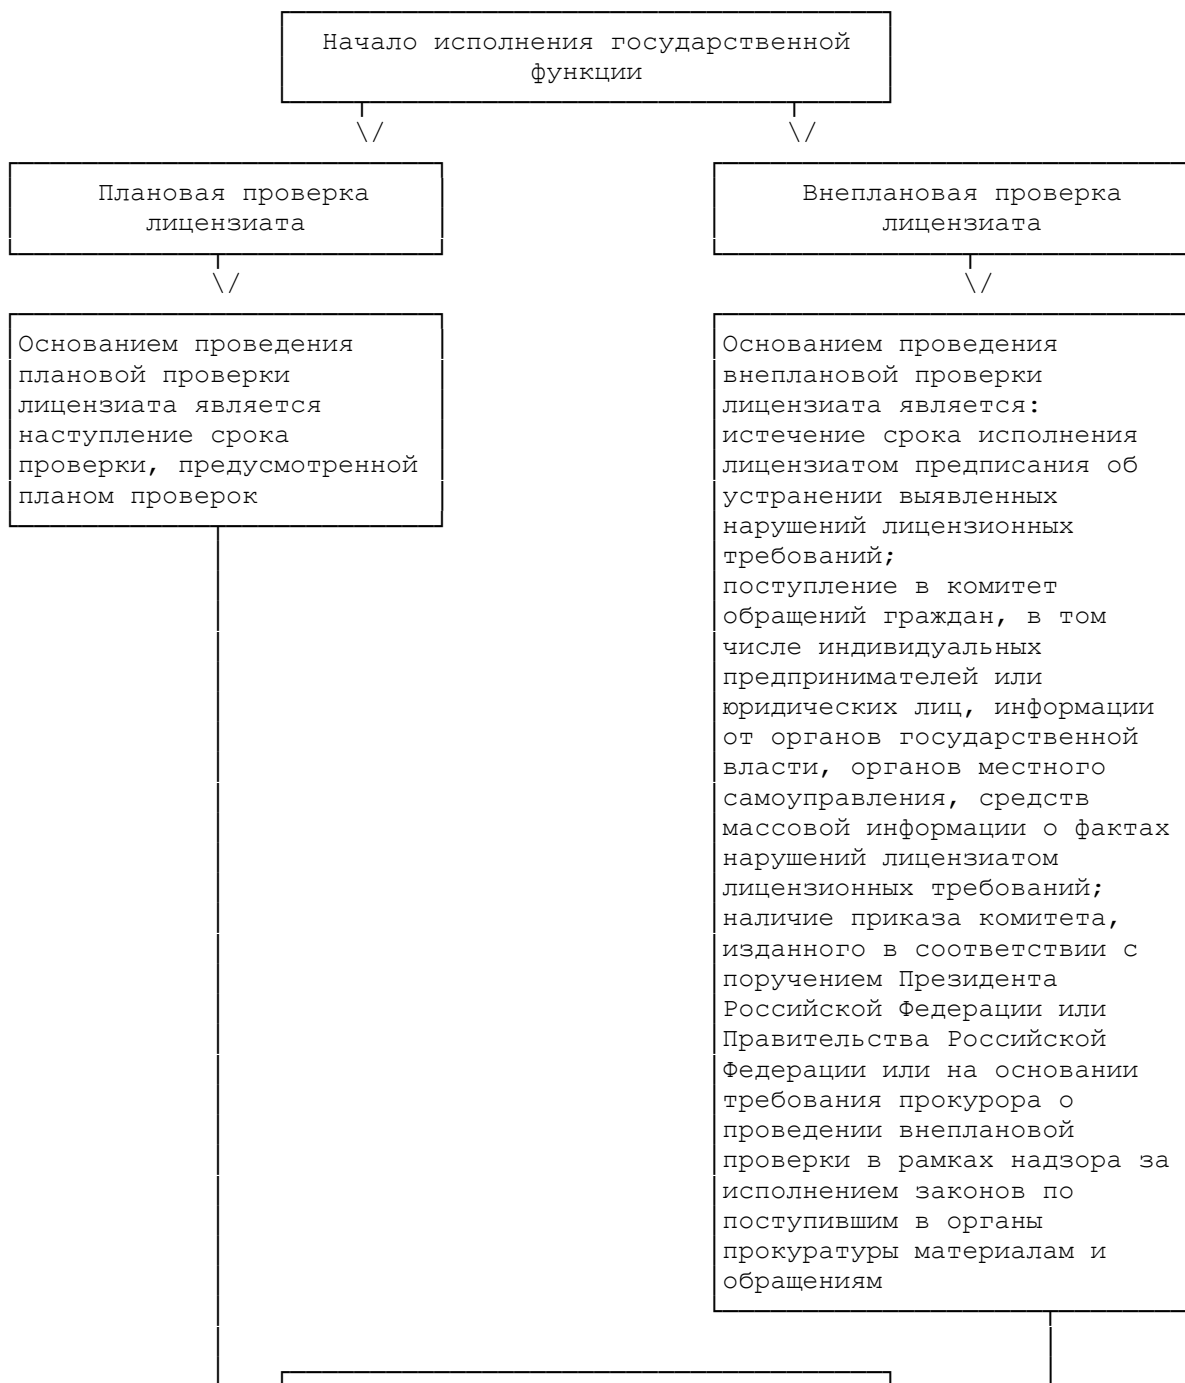 Начало исполнения государственной
функции
Плановая проверка
лицензиата
Основанием проведения
плановой проверки
лицензиата является
наступление срока
проверки, предусмотренной
планом проверок
Внеплановая проверка
лицензиата
Основанием проведения
внеплановой проверки
лицензиата является:
истечение срока исполнения
лицензиатом предписания об
устранении выявленных
нарушений лицензионных
требований;
поступление в комитет
обращений граждан, в том
числе индивидуальных
предпринимателей или
юридических лиц, информации
от органов государственной
власти, органов местного
самоуправления, средств
массовой информации о фактах
нарушений лицензиатом
лицензионных требований;
наличие приказа комитета,
изданного в соответствии с
поручением Президента
Российской Федерации или
Правительства Российской
Федерации или на основании
требования прокурора о
проведении внеплановой
проверки в рамках надзора за
исполнением законов по
поступившим в органы
прокуратуры материалам и
обращениям